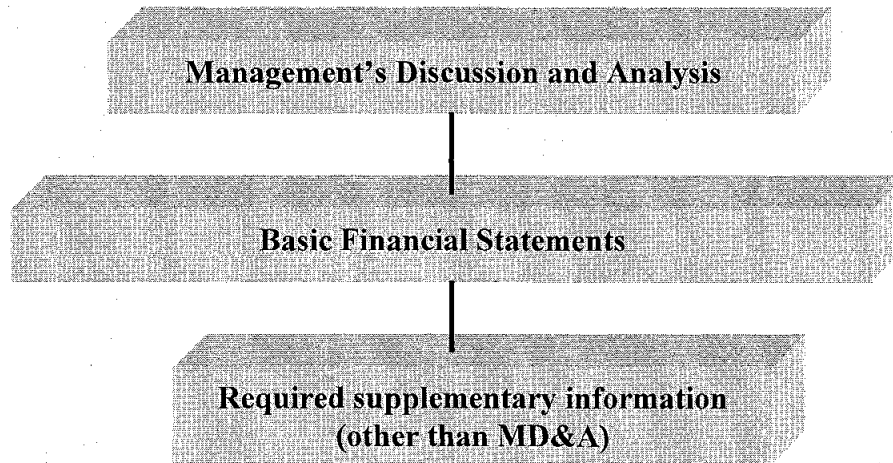 Management's Discussion and Analysis
Basic Financial Statements
Required supplementary information
(other than MD&A)